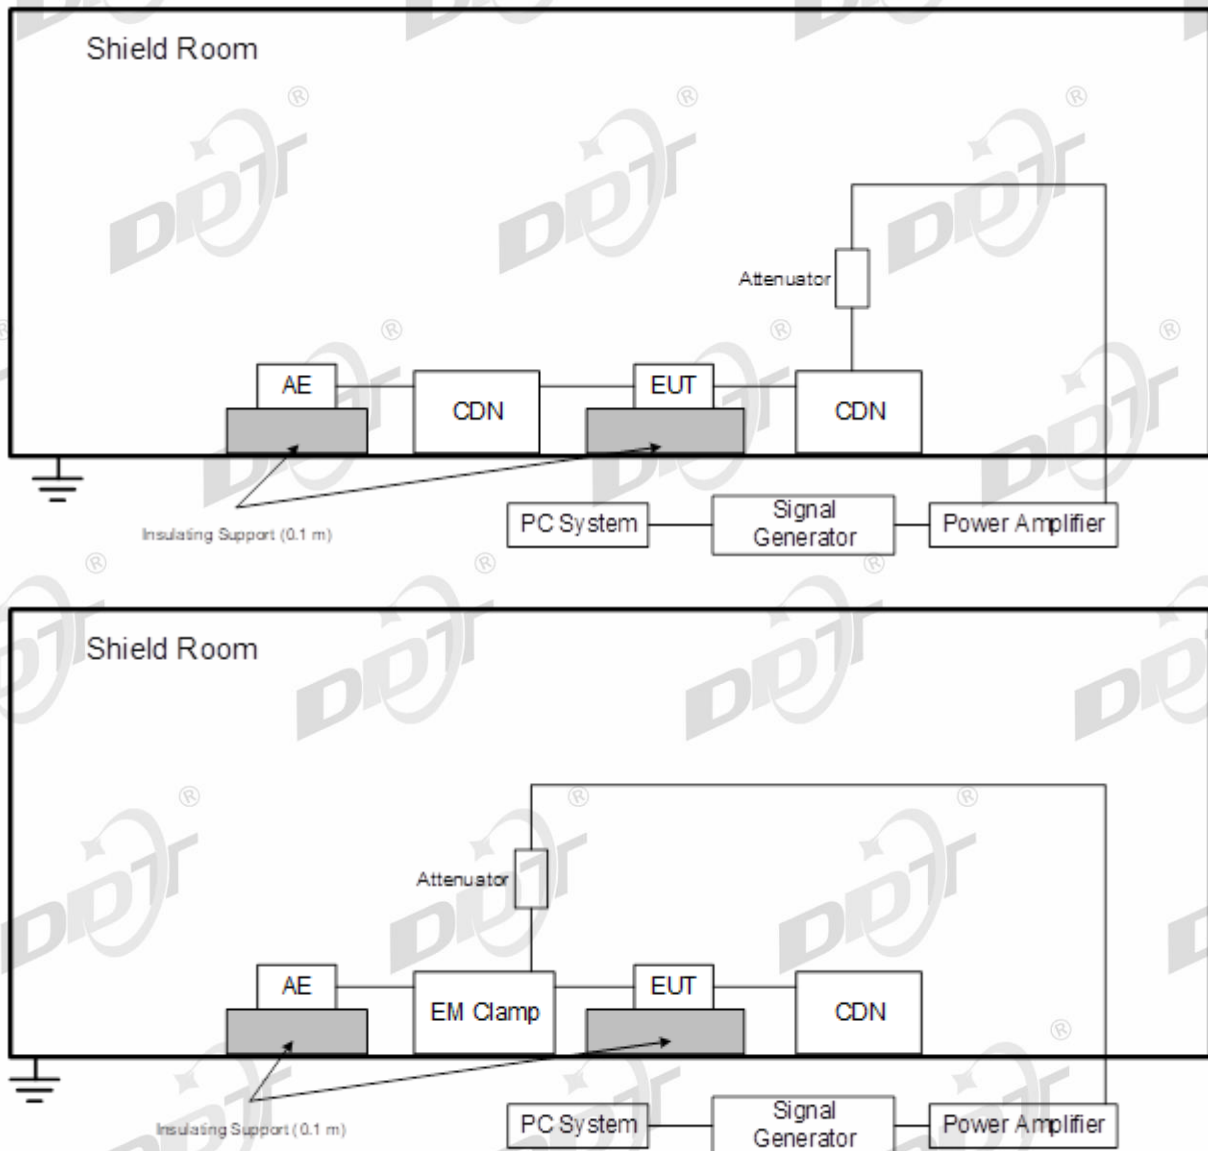 Shield Room
Attenuator
AE
CDN
EUT
CDN
Insulating Support (0.1 m)
PC System
Signal
Generator
Power Amplifier
Shield Room
Attenuator
AE
EM Clamp
EUT
CDN
Insulating Support (0.1 m)
PC System
Signal
Generator
Power Amplifier
DDT®